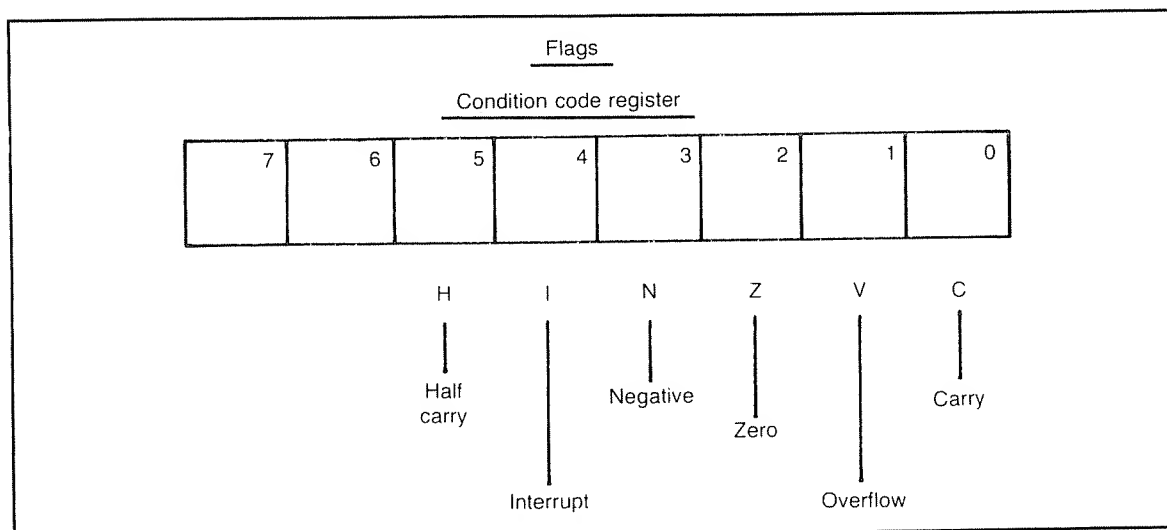 Flags
Condition code register
7 6 5 4 3 2 1 0
H I N Z V C
Half
carry
Negative
Carry
Zero
Interrupt
Overflow